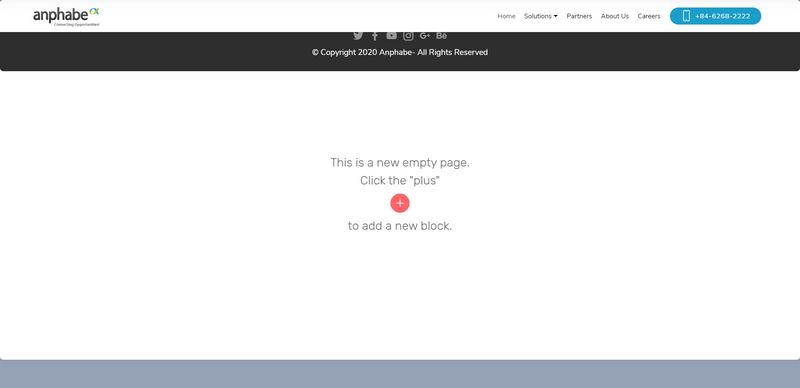 anphabe
Connecting Opportunities!
Home Solutions Partners About Us Careers +84-6268-2222
© Copyright 2020 Anphabe- All Rights Reserved
This is a new empty page.
Click the "plus"
+
to add a new block.